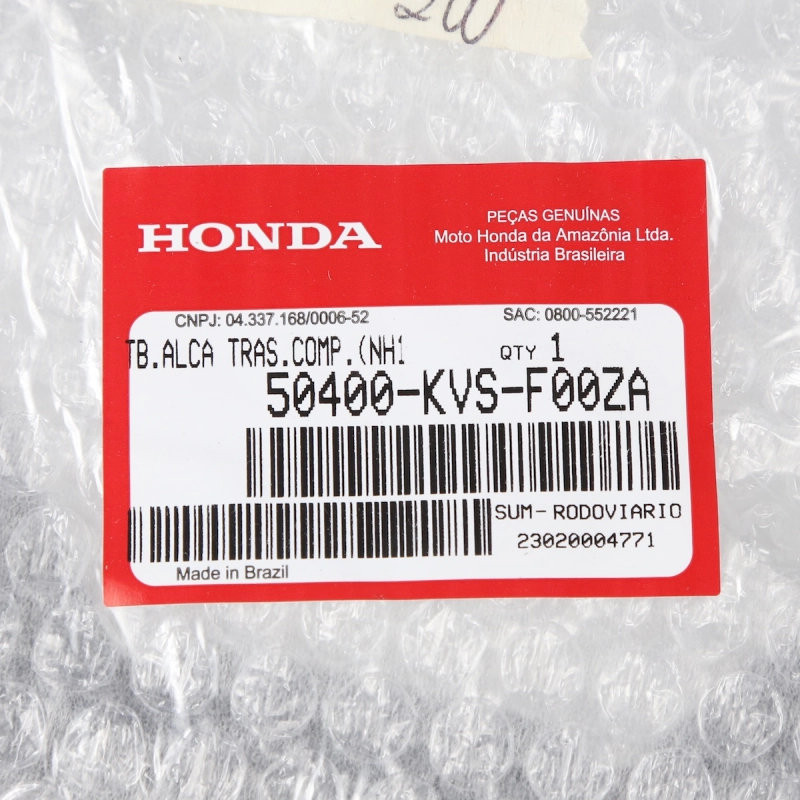 HONDA
PEÇAS GENUÍNAS
Moto Honda da Amazônia Ltda.
Indústria Brasileira
CNPJ: 04.337.168/0006-52
SAC: 0800-552221
TB.ALCA TRAS.COMP.(NH1
QTY 1
50400-KVS-F00ZA
SUM-RODOVIARIO
23020004771
Made in Brazil